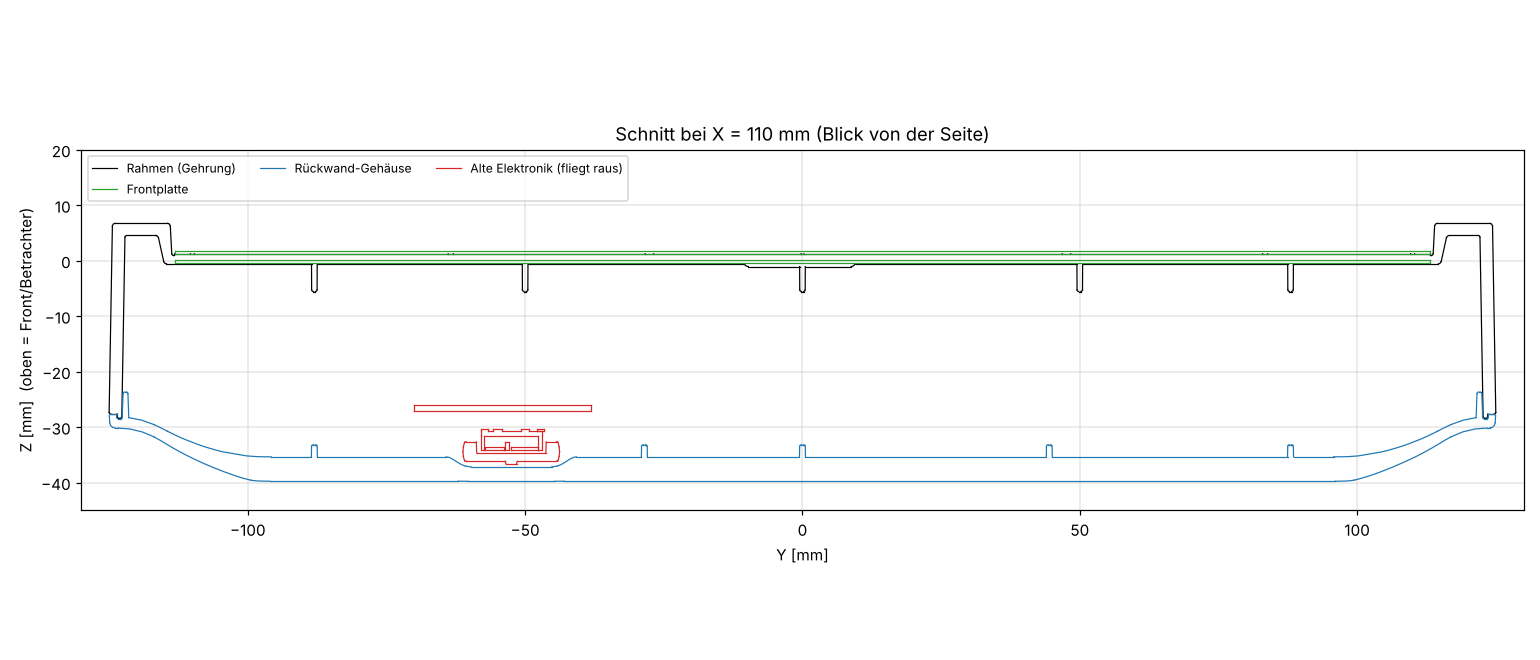 Schnitt bei X = 110 mm (Blick von der Seite)
Rahmen (Gehrung)
Frontplatte
Rückwand-Gehäuse
Alte Elektronik (fliegt raus)
20
10
0
−10
−20
−30
−40
Z [mm]  (oben = Front/Betrachter)
−100
−50
0
50
100
Y [mm]